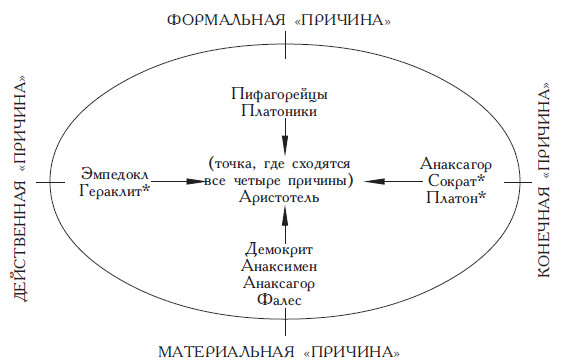 ФОРМАЛЬНАЯ «ПРИЧИНА»
Пифагорейцы
Платоники
ДЕЙСТВЕННАЯ «ПРИЧИНА»
Эмпедокл
Гераклит*
(точка, где сходятся
все четыре причины)
Аристотель
Анаксагор
Сократ*
Платон*
КОНЕЧНАЯ «ПРИЧИНА»
Демокрит
Анаксимен
Анаксагор
Фалес
МАТЕРИАЛЬНАЯ «ПРИЧИНА»